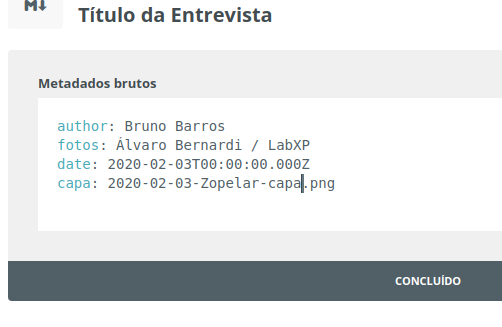 M↓
Título da Entrevista
Metadados brutos
author: Bruno Barros
fotos: Álvaro Bernardi / LabXP
date: 2020-02-03T00:00:00.000Z
capa: 2020-02-03-Zopelar-capa.png
CONCLUÍDO